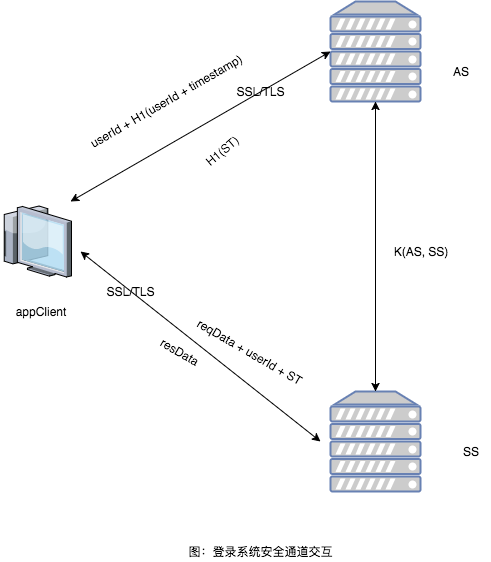 AS
userId + H1(userId + timestamp)
SSL/TLS
H1(ST)
K(AS, SS)
appClient
SSL/TLS
reqData + userId + ST
resData
SS
图：登录系统安全通道交互